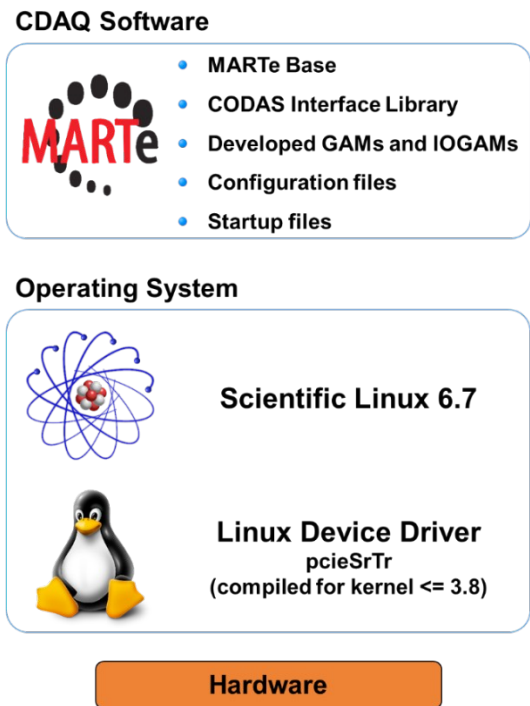 CDAQ Software
MARTe
MARTe Base
CODAS Interface Library
Developed GAMs and IOGAMs
Configuration files
Startup files
Operating System
Scientific Linux 6.7
Linux Device Driver
pcieSrTr
(compiled for kernel <= 3.8)
Hardware